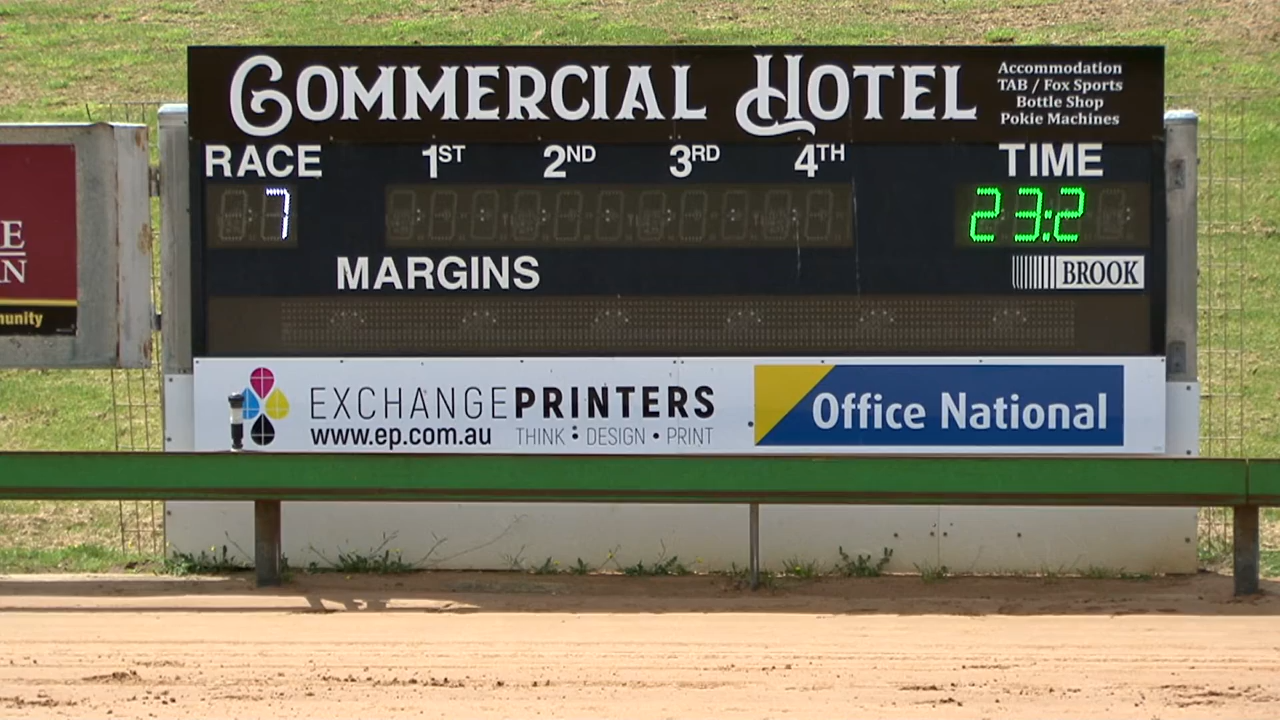 COMMERCIAL HOTEL
Accommodation
TAB / Fox Sports
Bottle Shop
Pokie Machines
RACE 1ST 2ND 3RD 4TH TIME
7 23:2
MARGINS
BROOK
E
N
munity
EXCHANGEPRINTERS
www.ep.com.au THINK : DESIGN • PRINT
Office National